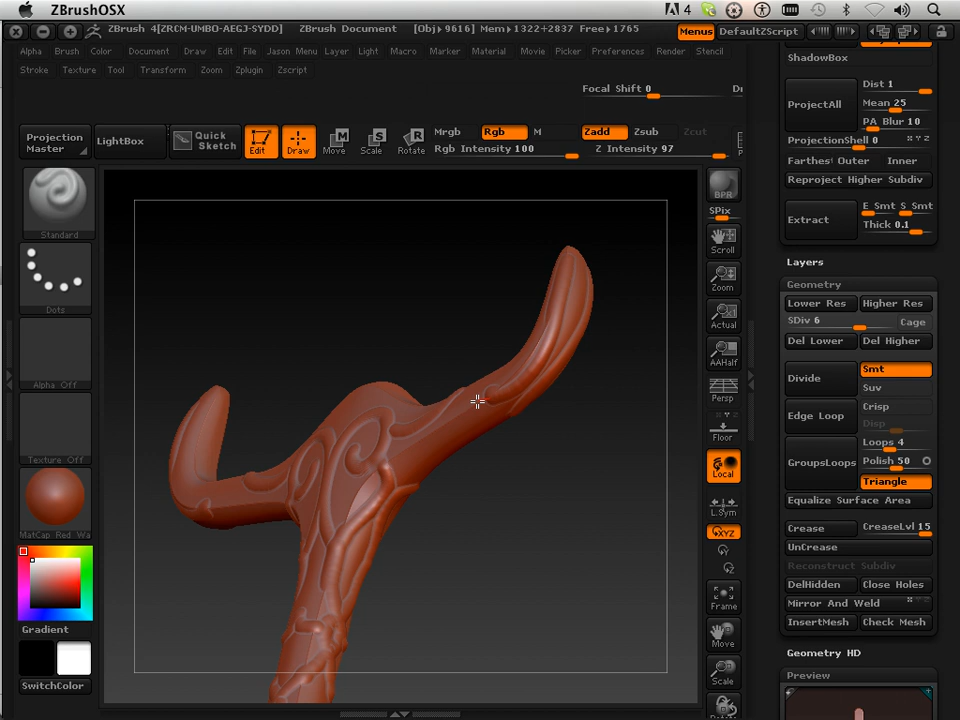 ZBrushOSX
4
ZBrush 4[ZRCM-UMBO-AEGJ-SYDD] ZBrush Document [Obj▸ 9616] Mem▸1322+2837 Free▸1765 Menus DefaultZScript
Alpha Brush Color Document Draw Edit File Jason Menu Layer Light Macro Marker Material Movie Picker Preferences Render Stencil
Stroke Texture Tool Transform Zoom Zplugin Zscript
Focal Shift 0
Projection Master
LightBox
Quick Sketch
Edit
Draw
Move
Scale
Rotate
Mrgb Rgb M
Rgb Intensity 100
Zadd Zsub Zcut
Z Intensity 97
Standard
Dots
Alpha Off
Texture Off
MatCap Red Wa
Gradient
SwitchColor
BPR
SPix
Scroll
Zoom
Actual
AAHalf
Persp
Floor
Local
L.Sym
XYZ
Frame
Move
Scale
ShadowBox
ProjectAll
Dist 1
Mean 25
PA Blur 10
ProjectionShell 0
Farthest Outer Inner
Reproject Higher Subdiv
Extract
E Smt S Smt
Thick 0.1
Layers
Geometry
Lower Res Higher Res
SDiv 6 Cage
Del Lower Del Higher
Divide
Smt
Suv
Edge Loop
Crisp
Disp
GroupsLoops
Loops 4
Polish 50
Triangle
Equalize Surface Area
Crease CreaseLvl 15
UnCrease
Reconstruct Subdiv
DelHidden Close Holes
Mirror And Weld
InsertMesh Check Mesh
Geometry HD
Preview